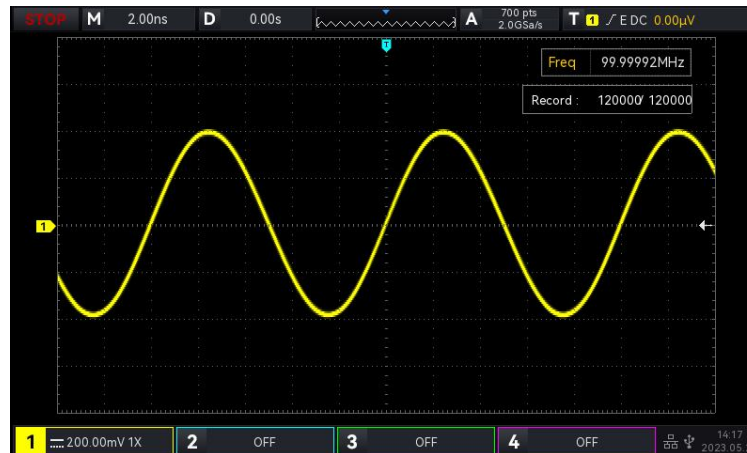 STOP M 2.00ns D 0.00s A 700 pts T 1 E DC 0.00μV
2.0GSa/s
T
Freq 99.99992MHz
Record : 120000/ 120000
1
1 200.00mV 1X 2 OFF 3 OFF 4 OFF 14:17
2023.05